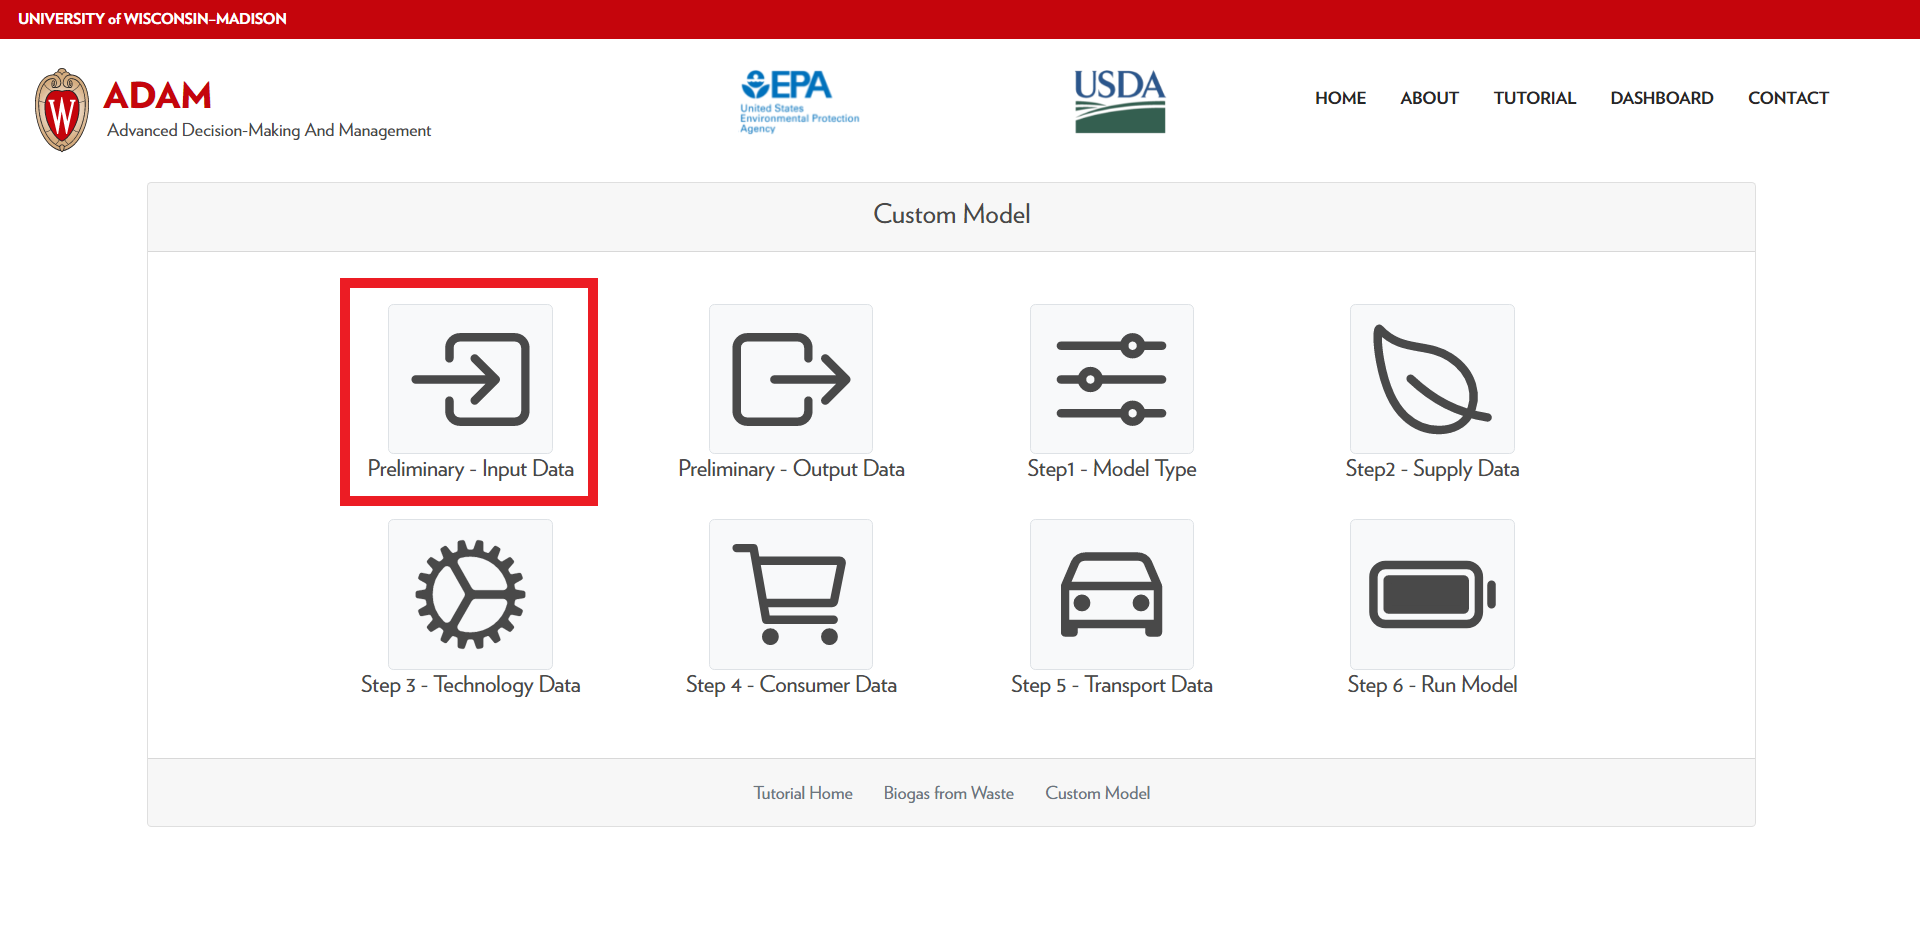 UNIVERSITY of WISCONSIN–MADISON
W
ADAM
Advanced Decision-Making And Management
EPA
United States
Environmental Protection
Agency
USDA
HOME ABOUT TUTORIAL DASHBOARD CONTACT
Custom Model
Preliminary - Input Data
Preliminary - Output Data
Step1 - Model Type
Step2 - Supply Data
Step 3 - Technology Data
Step 4 - Consumer Data
Step 5 - Transport Data
Step 6 - Run Model
Tutorial Home Biogas from Waste Custom Model